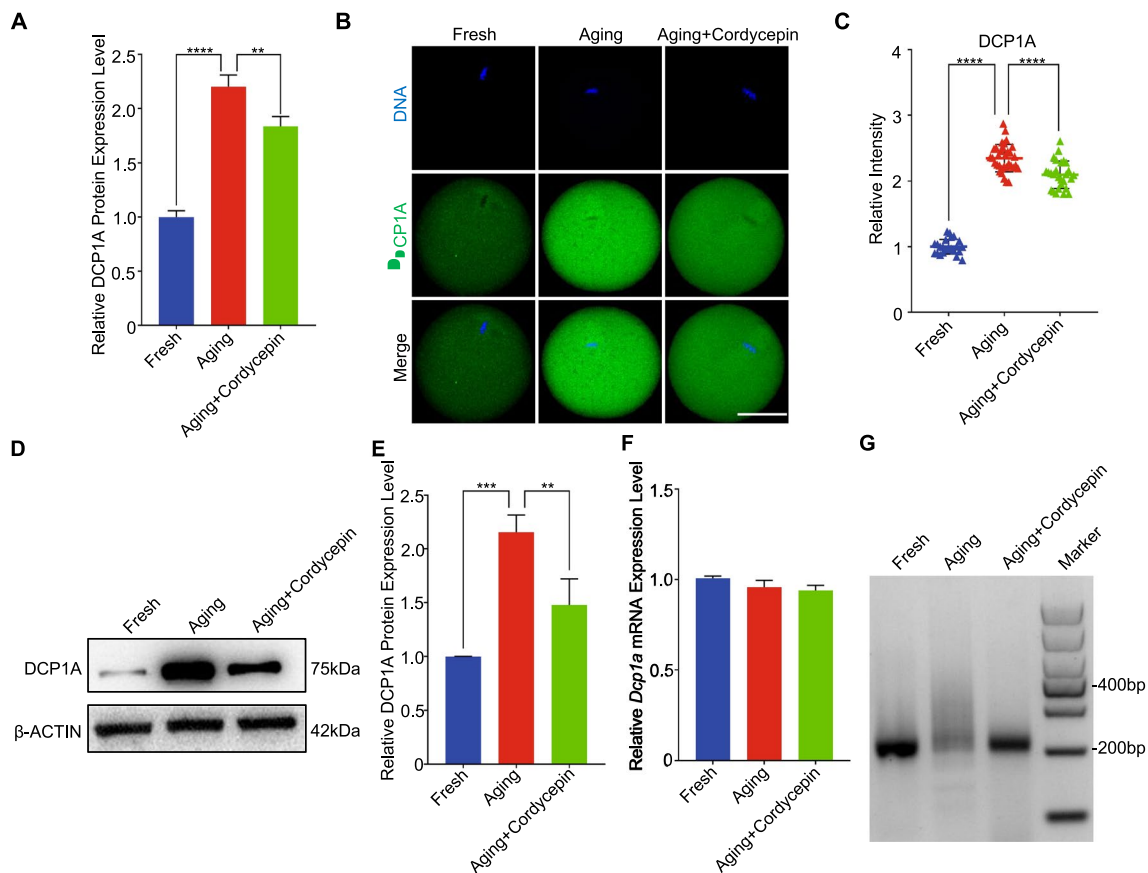 A
Relative DCP1A Protein Expression Level
2.5
2.0
1.5
1.0
0.5
0
****
**
Fresh
Aging
Aging+Cordycepin
B
Fresh
Aging
Aging+Cordycepin
DNA
DCP1A
Merge
C
DCP1A
Relative Intensity
4
3
2
1
0
****
****
Fresh
Aging
Aging+Cordycepin
D
Fresh
Aging
Aging+Cordycepin
DCP1A
75kDa
β-ACTIN
42kDa
E
Relative DCP1A Protein Expression Level
2.5
2.0
1.5
1.0
0.5
0
***
**
Fresh
Aging
Aging+Cordycepin
F
Relative Dcp1a mRNA Expression Level
1.5
1.0
0.5
0
Fresh
Aging
Aging+Cordycepin
G
Fresh
Aging
Aging+Cordycepin
Marker
-400bp
-200bp